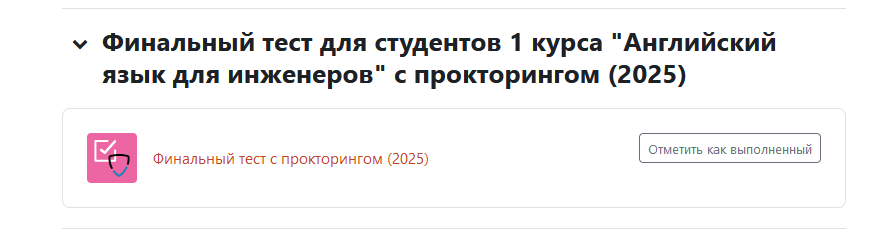 Финальный тест для студентов 1 курса "Английский
язык для инженеров" с прокторингом (2025)
Финальный тест с прокторингом (2025)
Отметить как выполненный